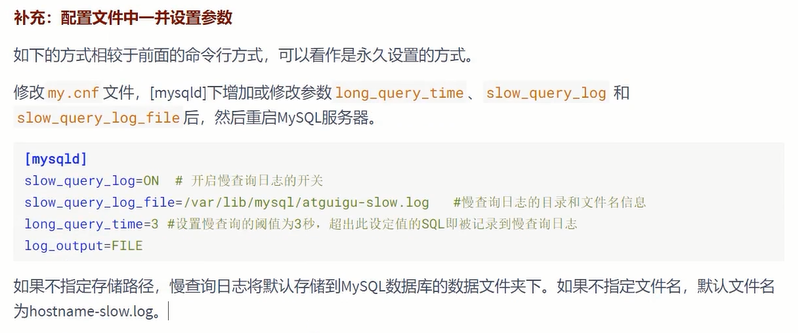 补充：配置文件中一并设置参数
如下的方式相较于前面的命令行方式，可以看作是永久设置的方式。
修改 my.cnf 文件，[mysqld]下增加或修改参数 long_query_time 、 slow_query_log 和
slow_query_log_file 后，然后重启MySQL服务器。
[mysqld]
slow_query_log=ON  # 开启慢查询日志的开关
slow_query_log_file=/var/lib/mysql/atguigu-slow.log   #慢查询日志的目录和文件名信息
long_query_time=3 #设置慢查询的阈值为3秒，超出此设定值的SQL即被记录到慢查询日志
log_output=FILE
如果不指定存储路径，慢查询日志将默认存储到MySQL数据库的数据文件夹下。如果不指定文件名，默认文件名
为hostname-slow.log。